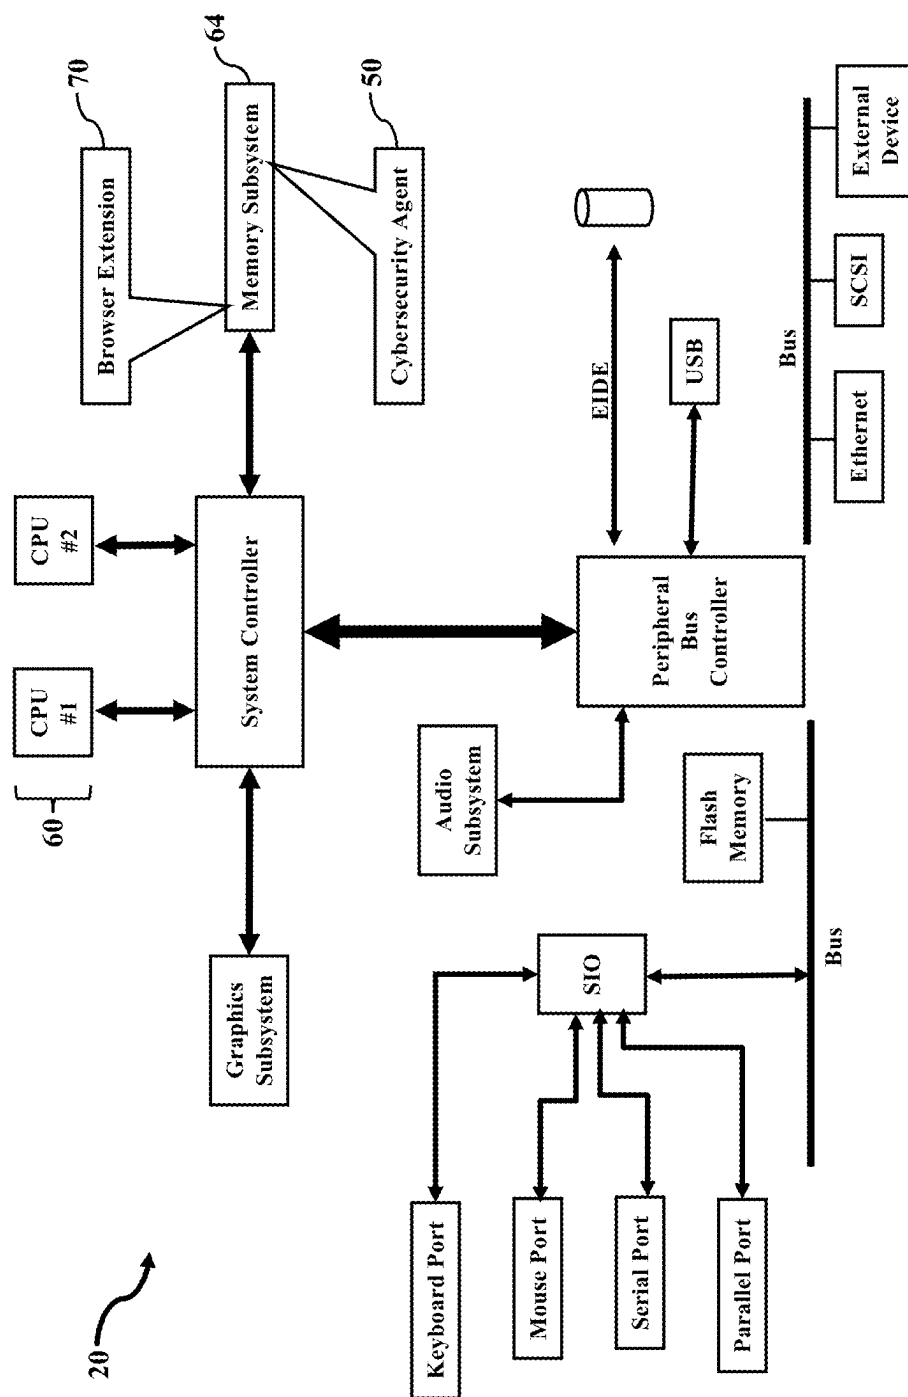 20
60
CPU
#1
CPU
#2
70
Browser Extension
64
Memory Subsystem
50
Cybersecurity Agent
Graphics
Subsystem
System Controller
Audio
Subsystem
Peripheral
Bus
Controller
EIDE
USB
Keyboard Port
Mouse Port
Serial Port
Parallel Port
SIO
Flash
Memory
Bus
Bus
Ethernet
SCSI
External
Device